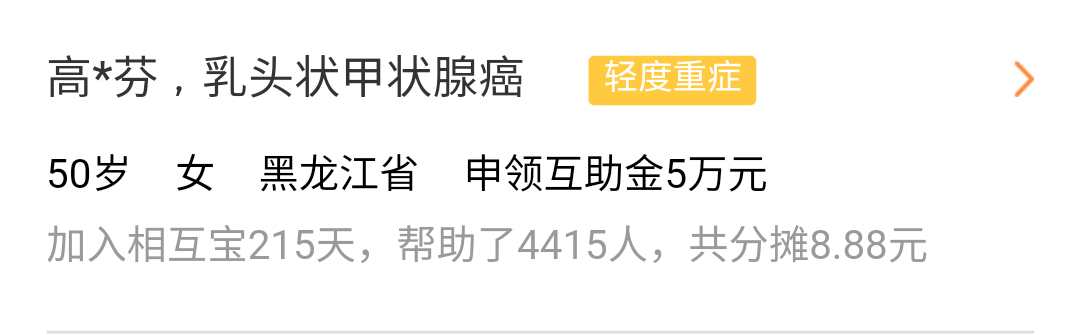 高*芬，乳头状甲状腺癌 轻度重症
50岁 女 黑龙江省 申领互助金5万元
加入相互宝215天，帮助了4415人，共分摊8.88元